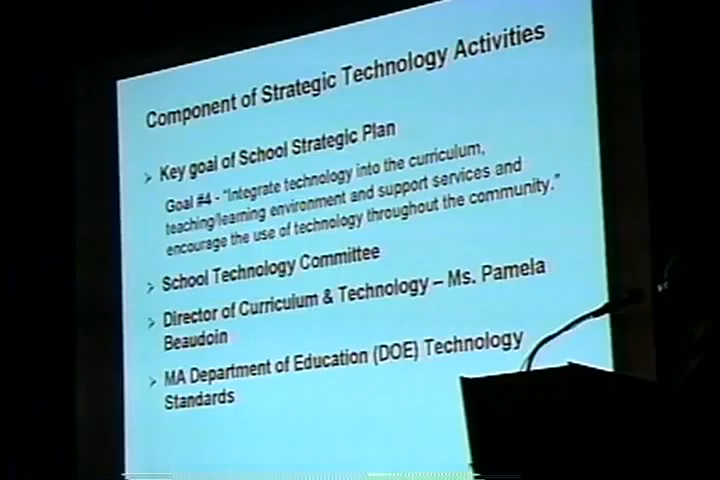 Component of Strategic Technology Activities
Key goal of School Strategic Plan
Goal #4 - "Integrate technology into the curriculum,
teaching/learning environment and support services and
encourage the use of technology throughout the community."
School Technology Committee
Director of Curriculum & Technology – Ms. Pamela
Beaudoin
MA Department of Education (DOE) Technology
Standards